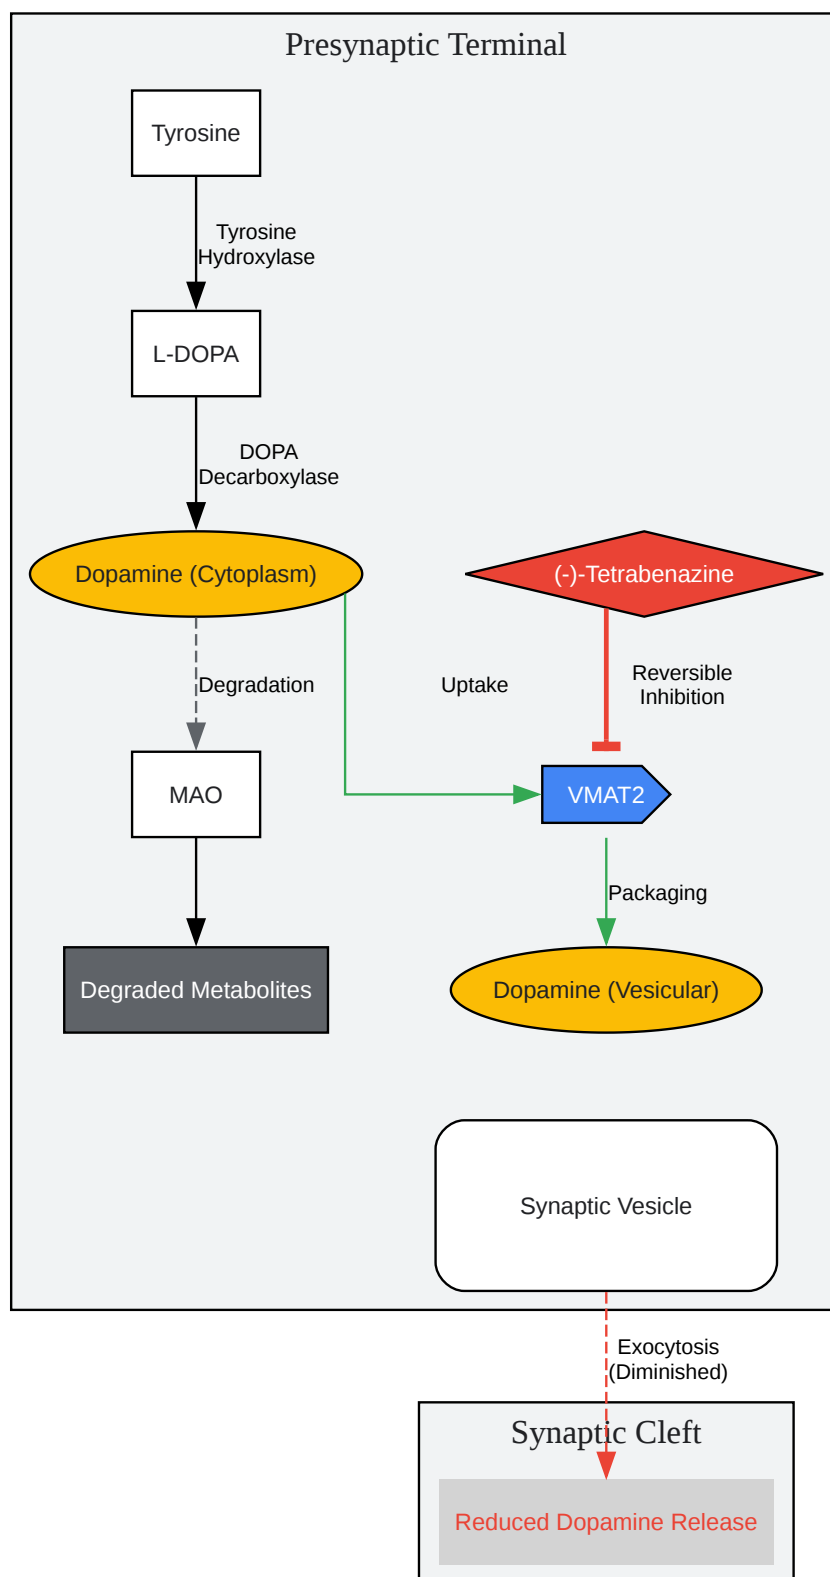 Presynaptic Terminal
Tyrosine
Tyrosine
Hydroxylase
L-DOPA
DOPA
Decarboxylase
Dopamine (Cytoplasm)
(-)-Tetrabenazine
Degradation
Uptake
Reversible
Inhibition
MAO
VMAT2
Packaging
Degraded Metabolites
Dopamine (Vesicular)
Synaptic Vesicle
Exocytosis
(Diminished)
Synaptic Cleft
Reduced Dopamine Release